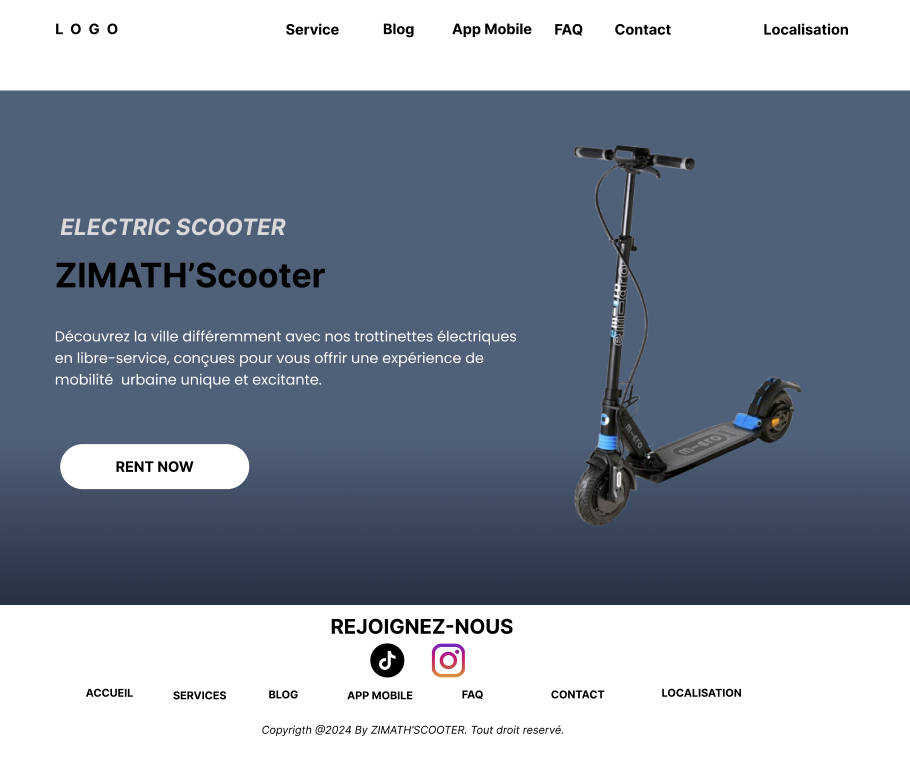 L O G O
Service
Blog
App Mobile
FAQ
Contact
Localisation
ELECTRIC SCOOTER
ZIMATH’Scooter
Découvrez la ville différemment avec nos trottinettes électriques
en libre-service, conçues pour vous offrir une expérience de
mobilité  urbaine unique et excitante.
RENT NOW
REJOIGNEZ-NOUS
ACCUEIL
SERVICES
BLOG
APP MOBILE
FAQ
CONTACT
LOCALISATION
Copyrigth @2024 By ZIMATH’SCOOTER. Tout droit reservé.